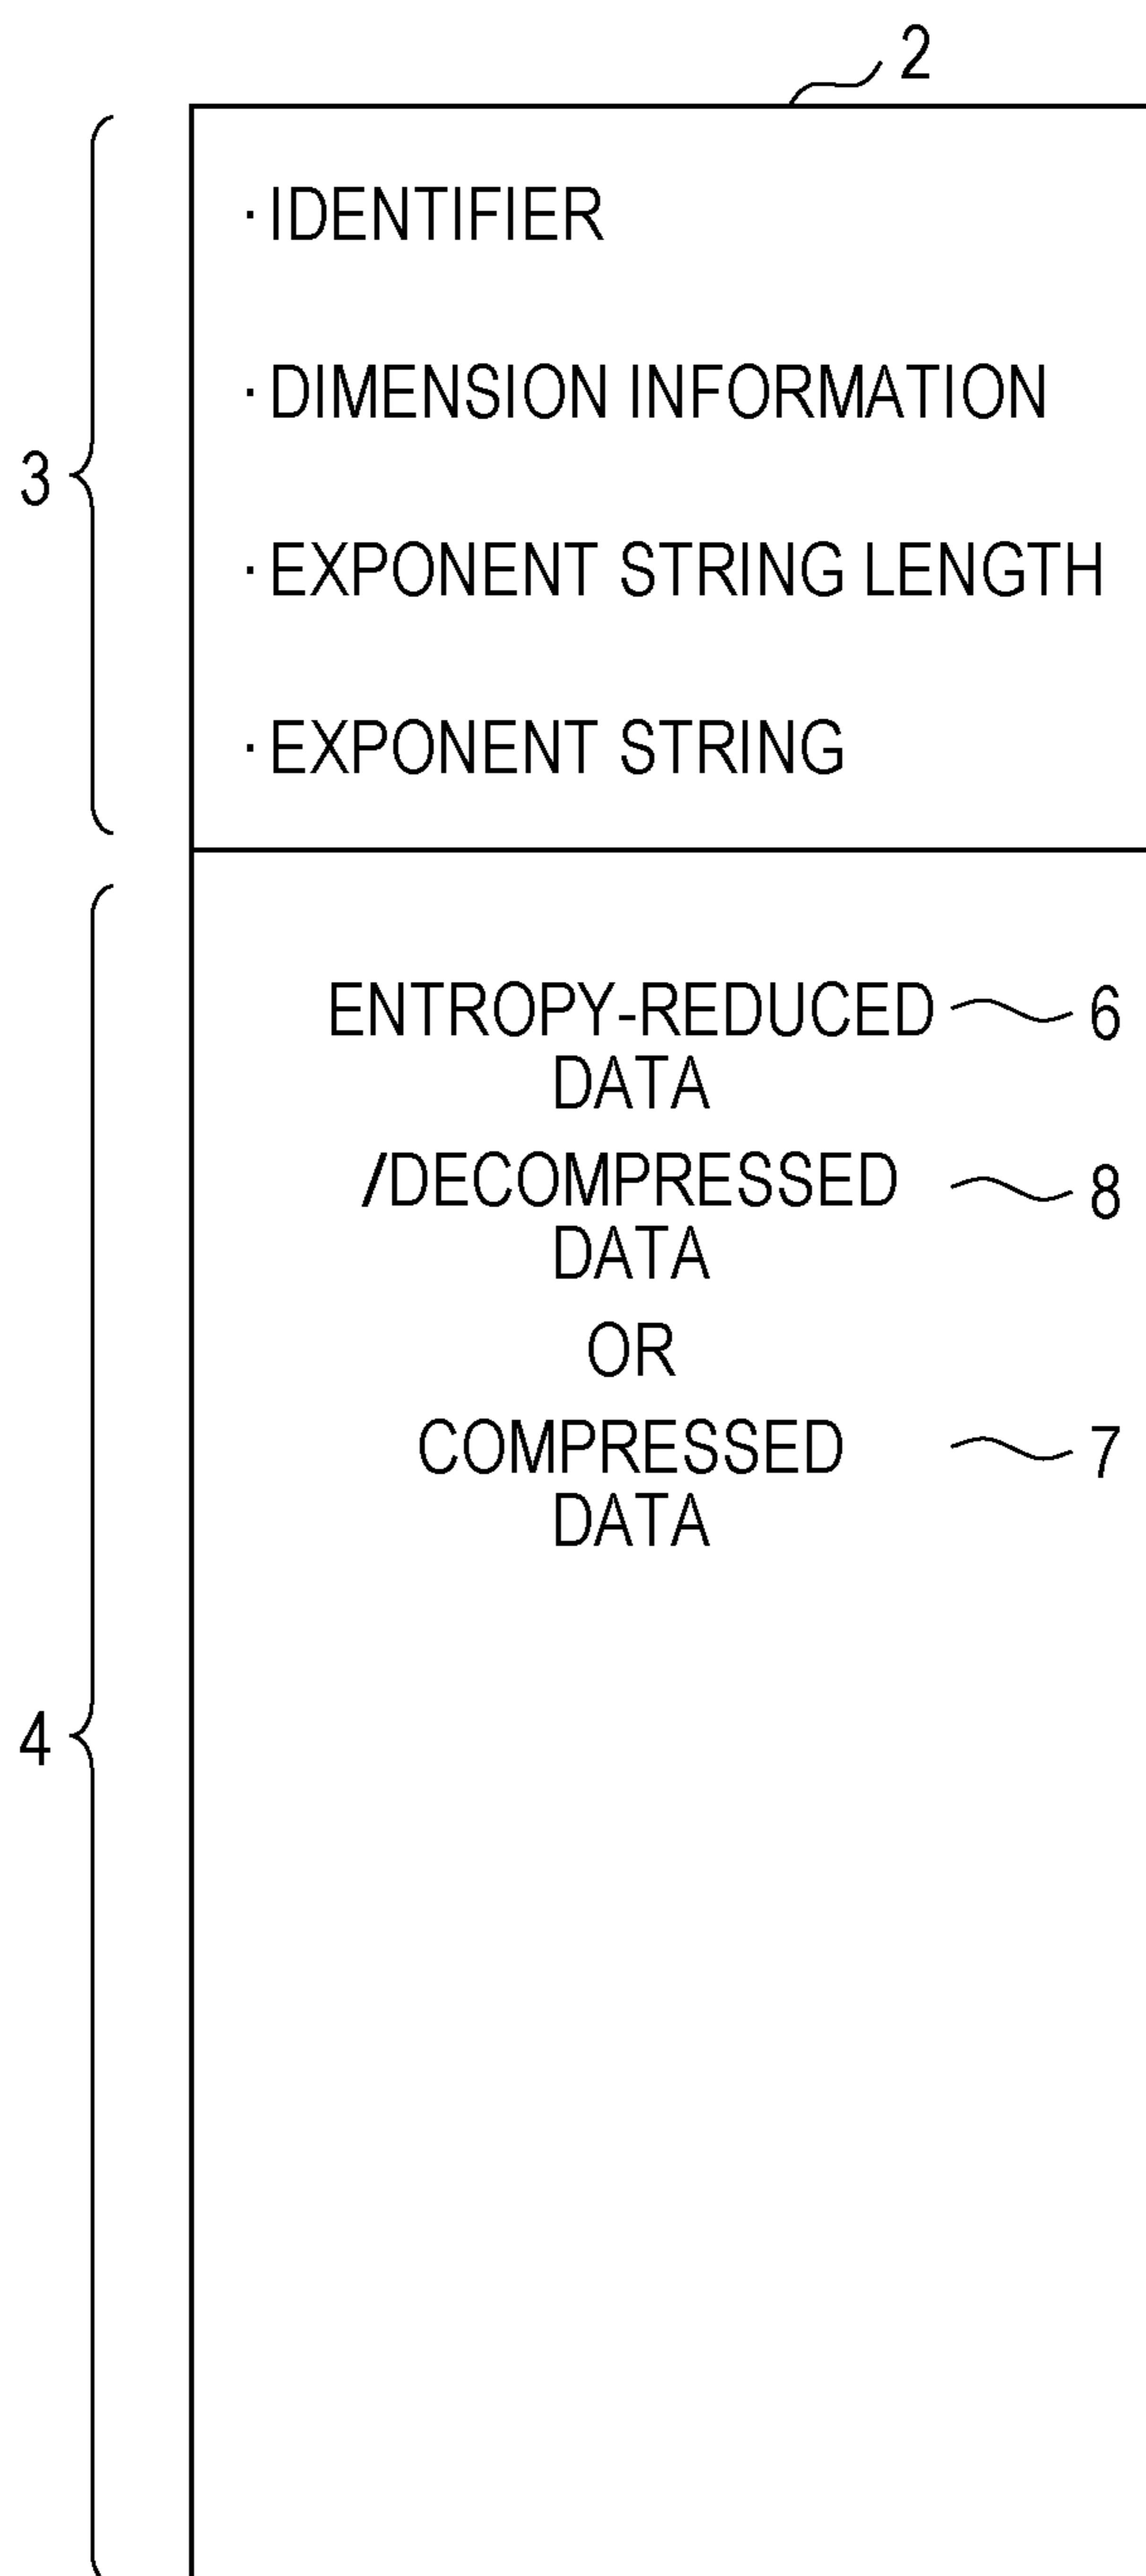 2
· IDENTIFIER
· DIMENSION INFORMATION
· EXPONENT STRING LENGTH
3
· EXPONENT STRING
ENTROPY-REDUCED 6
DATA
/DECOMPRESSED 8
DATA
OR
COMPRESSED 7
DATA
4